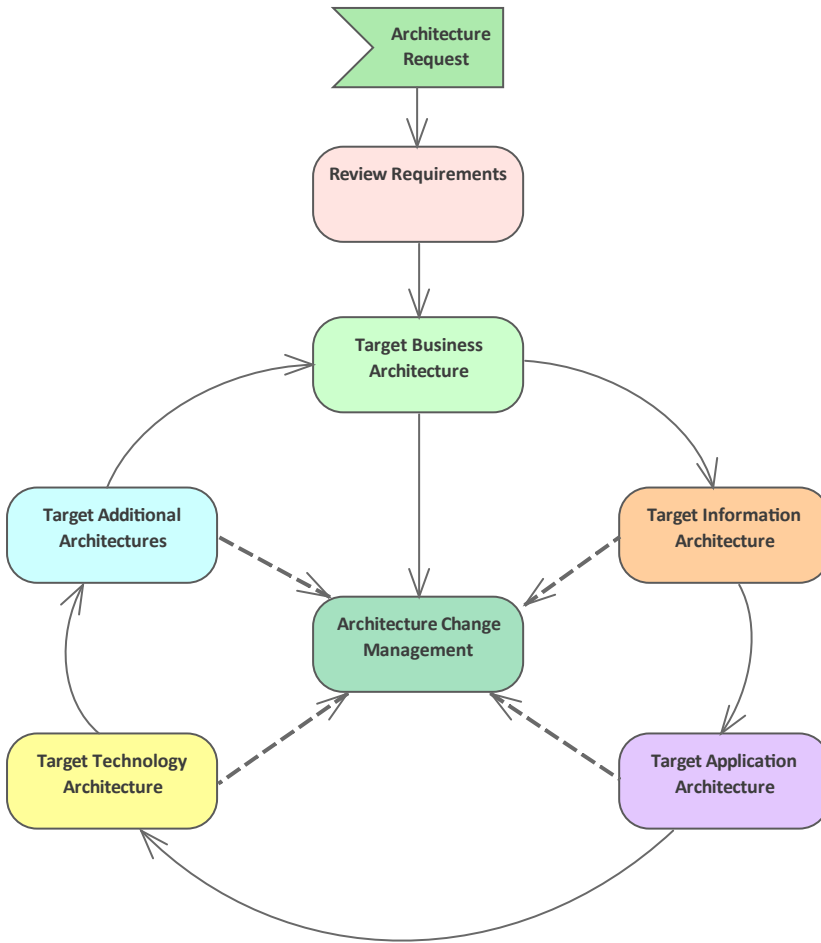 Architecture
Request
Review Requirements
Target Business
Architecture
Target Additional
Architectures
Target Information
Architecture
Architecture Change
Management
Target Technology
Architecture
Target Application
Architecture